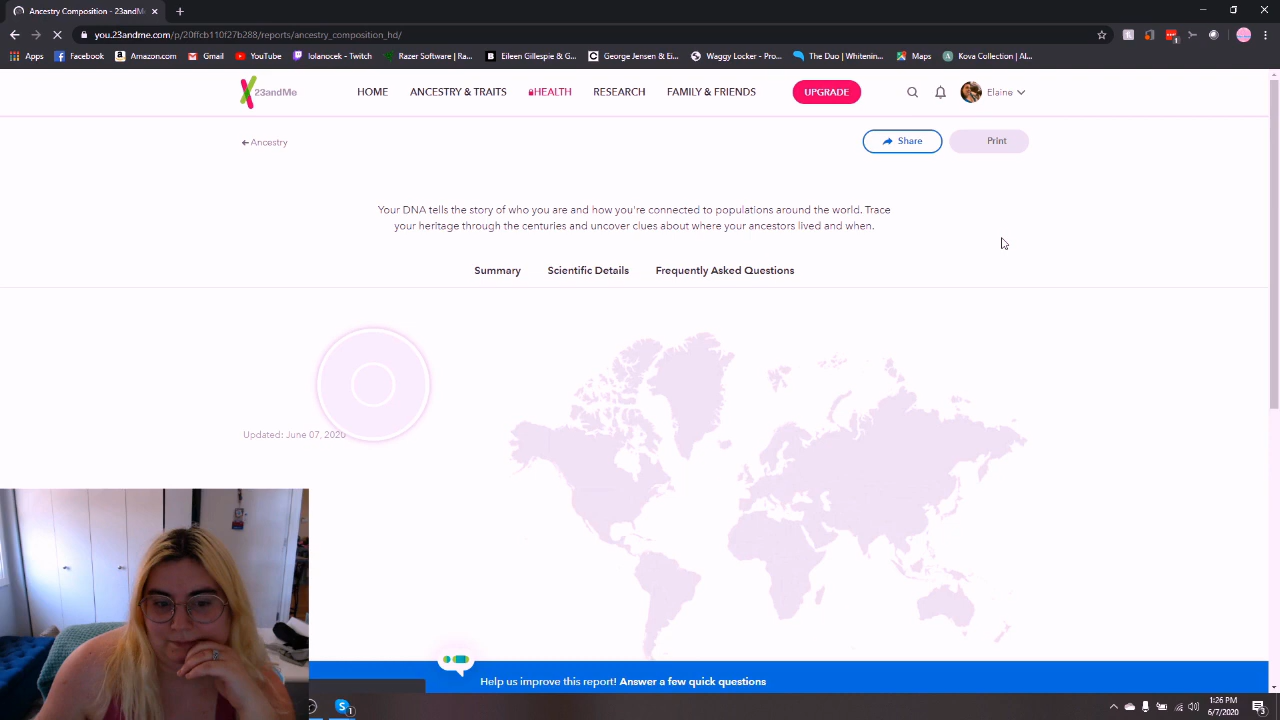 Ancestry Composition - 23andMe
you.23andme.com/p/20ffcb110f27b288/reports/ancestry_composition_hd/
Apps Facebook Amazon.com Gmail YouTube lolanocek - Twitch Razer Software | Ra... Eileen Gillespie & G... George Jensen & Ei... Waggy Locker - Pro... The Duo | Whitenin... Maps Kova Collection | Al...
23andMe HOME ANCESTRY & TRAITS HEALTH RESEARCH FAMILY & FRIENDS UPGRADE Elaine
Ancestry Share Print
Your DNA tells the story of who you are and how you're connected to populations around the world. Trace
your heritage through the centuries and uncover clues about where your ancestors lived and when.
Summary Scientific Details Frequently Asked Questions
Updated: June 07, 2020
Help us improve this report! Answer a few quick questions
1:26 PM
6/7/2020